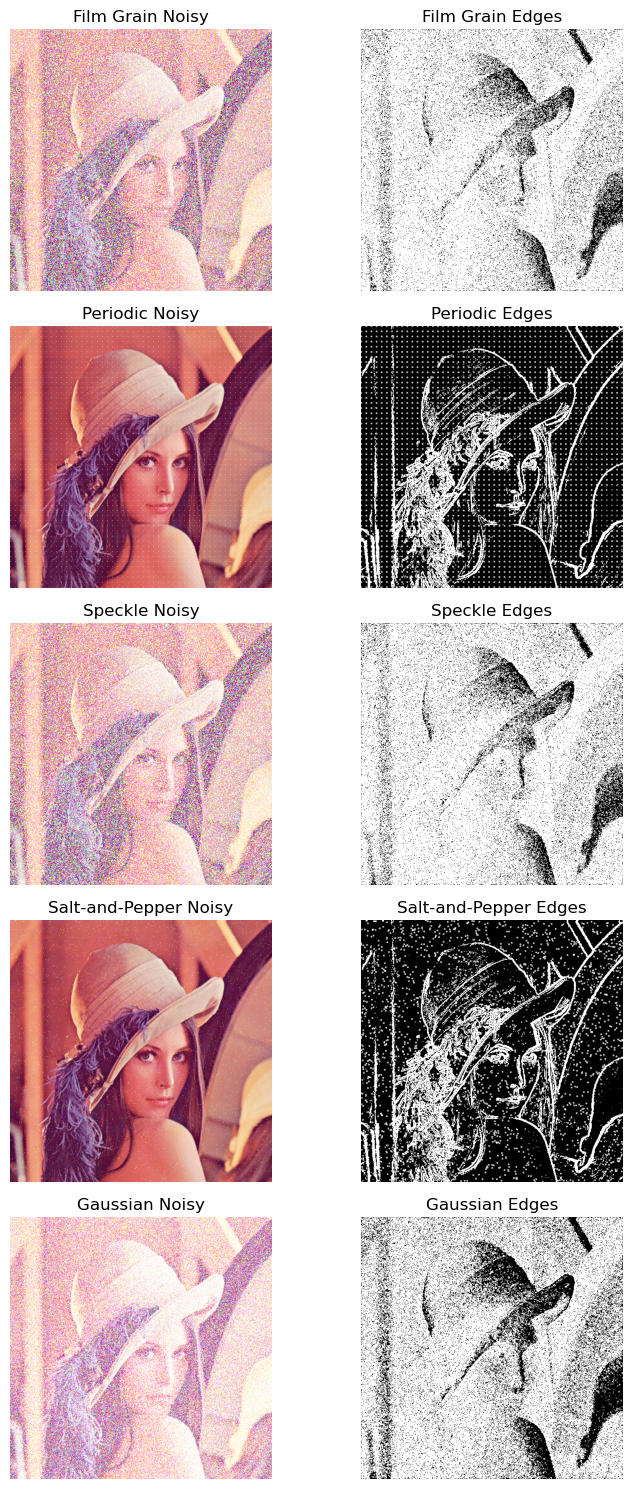 Film Grain Noisy
Film Grain Edges
Periodic Noisy
Periodic Edges
Speckle Noisy
Speckle Edges
Salt-and-Pepper Noisy
Salt-and-Pepper Edges
Gaussian Noisy
Gaussian Edges